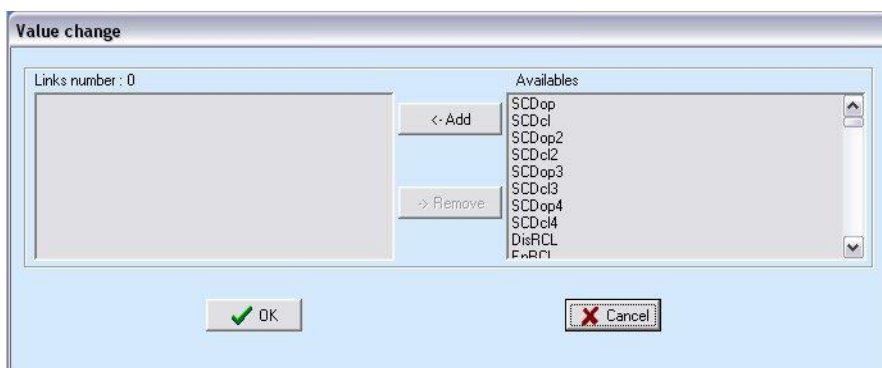 Value change
Links number : 0
Availables
<- Add
-> Remove
SCDop
SCDcl
SCDop2
SCDcl2
SCDop3
SCDcl3
SCDop4
SCDcl4
DisRCL
EnRCL
OK
Cancel